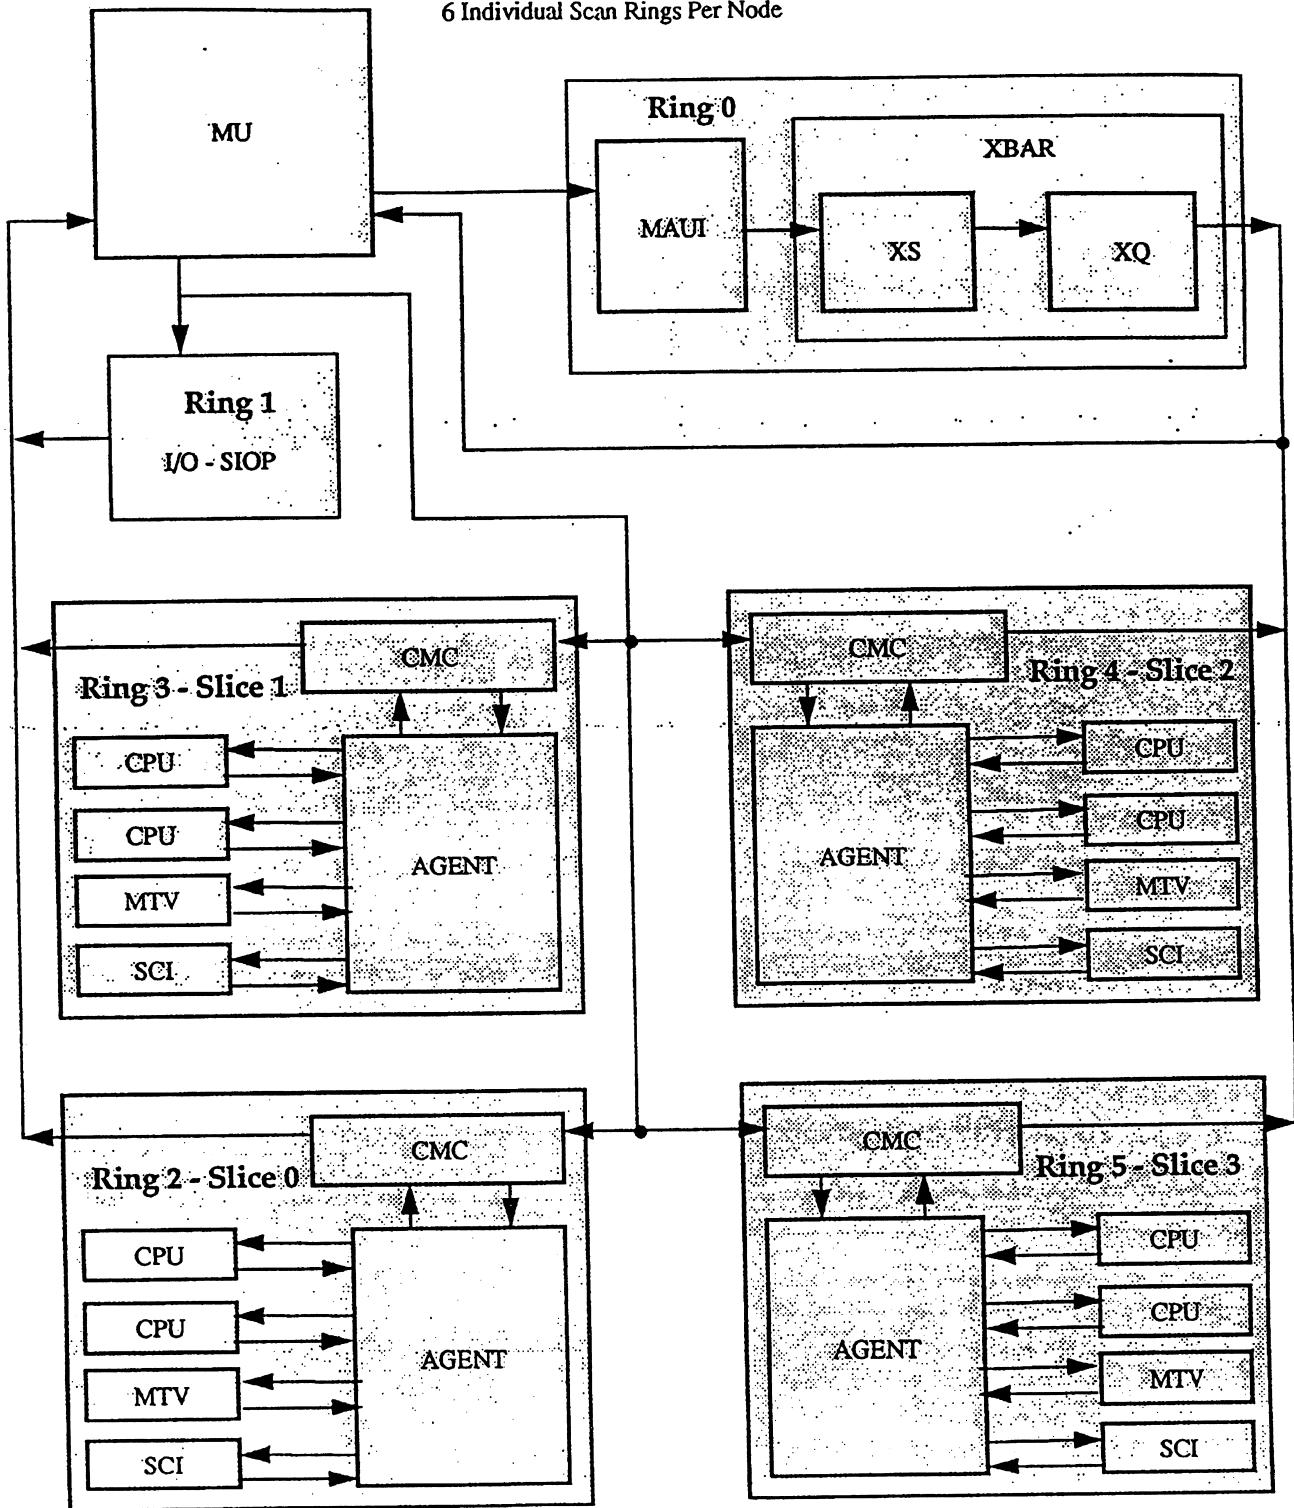 6 Individual Scan Rings Per Node
MU
Ring 0
MAUI
XBAR
XS
XQ
Ring 1
I/O - SIOP
CMC
Ring 3 - Slice 1
CPU
CPU
MTV
SCI
AGENT
CMC
Ring 4 - Slice 2
AGENT
CPU
CPU
MTV
SCI
CMC
Ring 2 - Slice 0
CPU
CPU
MTV
SCI
AGENT
CMC
Ring 5 - Slice 3
AGENT
CPU
CPU
MTV
SCI